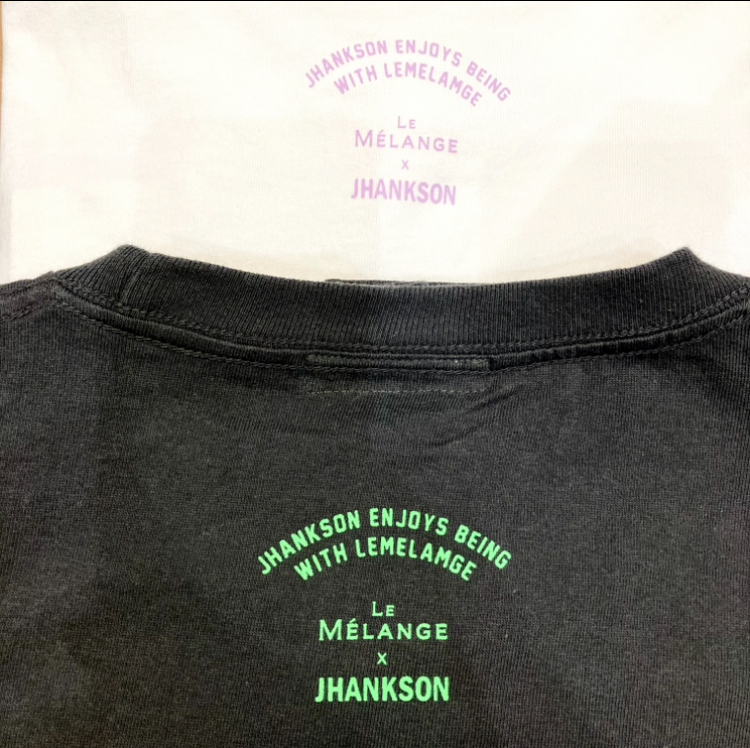 JHANKSON ENJOYS BEING
WITH LEMELAMGE
LE
MÉLANGE
x
JHANKSON
JHANKSON ENJOYS BEING
WITH LEMELAMGE
LE
MÉLANGE
x
JHANKSON